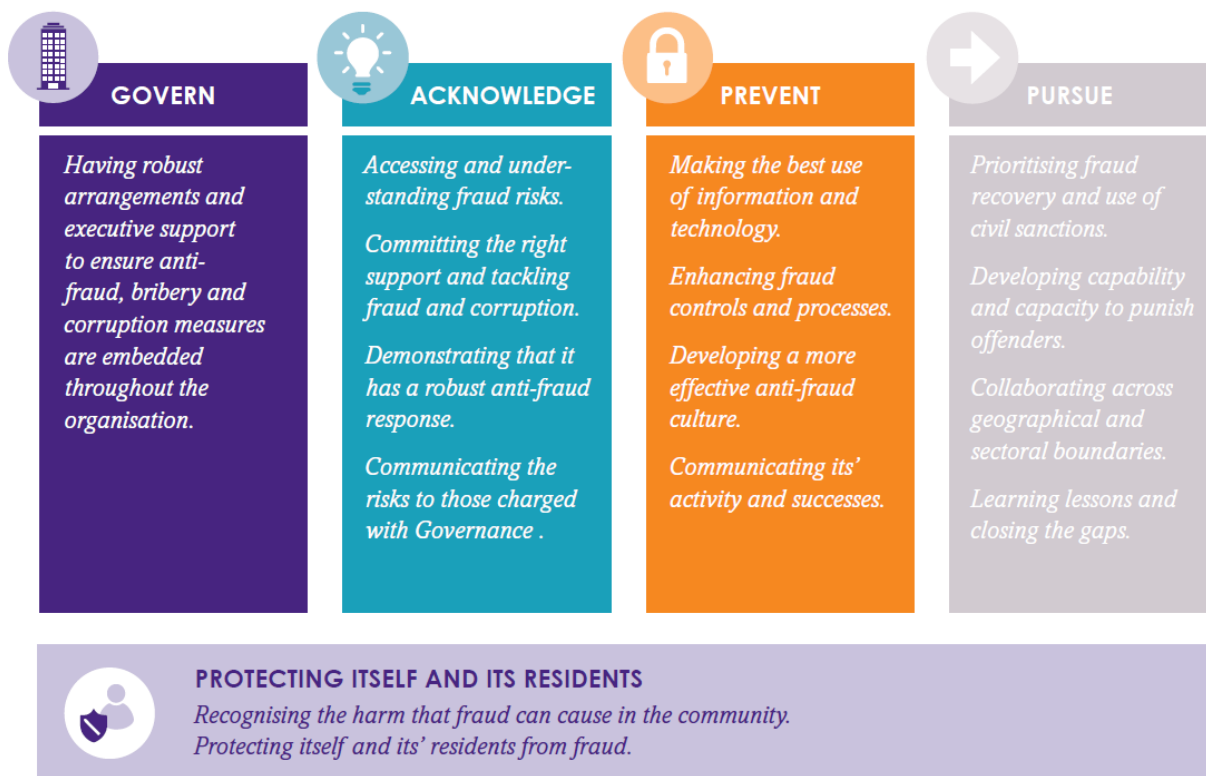 GOVERN
Having robust
arrangements and
executive support
to ensure anti-
fraud, bribery and
corruption measures
are embedded
throughout the
organisation.
ACKNOWLEDGE
Accessing and under-
standing fraud risks.
Committing the right
support and tackling
fraud and corruption.
Demonstrating that it
has a robust anti-fraud
response.
Communicating the
risks to those charged
with Governance .
PREVENT
Making the best use
of information and
technology.
Enhancing fraud
controls and processes.
Developing a more
effective anti-fraud
culture.
Communicating its’
activity and successes.
PURSUE
Prioritising fraud
recovery and use of
civil sanctions.
Developing capability
and capacity to punish
offenders.
Collaborating across
geographical and
sectoral boundaries.
Learning lessons and
closing the gaps.
PROTECTING ITSELF AND ITS RESIDENTS
Recognising the harm that fraud can cause in the community.
Protecting itself and its’ residents from fraud.